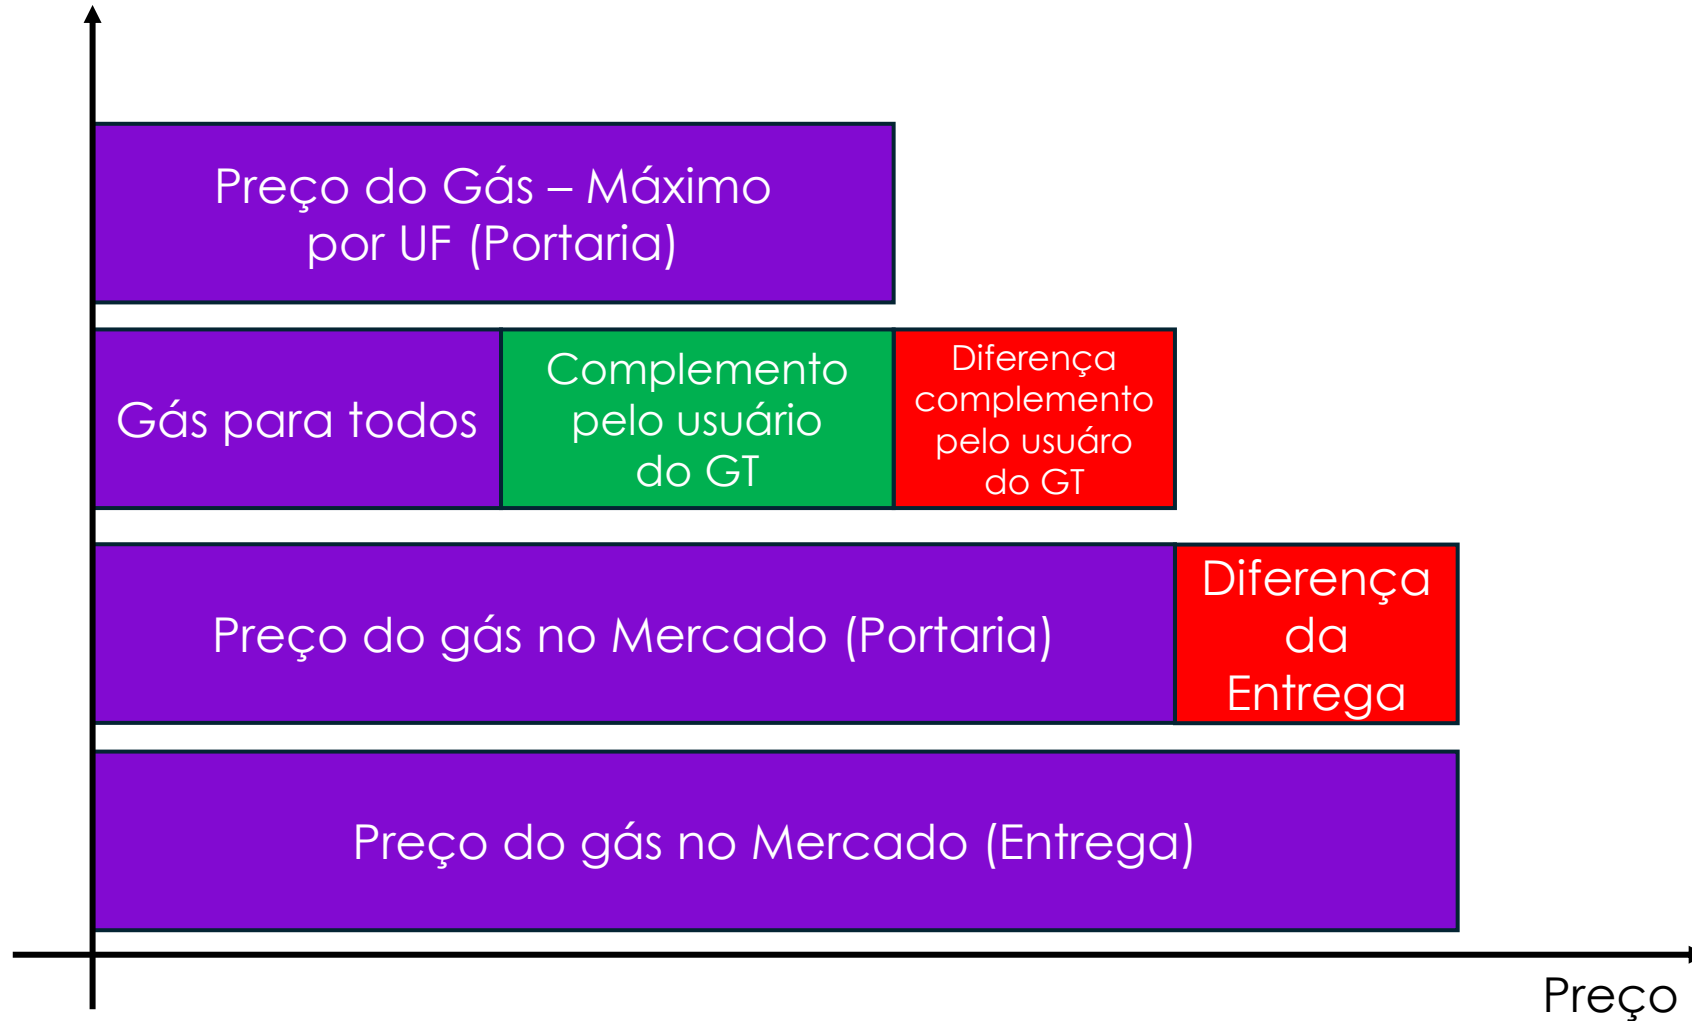 Preço do Gás – Máximo
por UF (Portaria)
Gás para todos
Complemento
pelo usuário
do GT
Diferença
complemento
pelo usuáro
do GT
Preço do gás no Mercado (Portaria)
Diferença
da
Entrega
Preço do gás no Mercado (Entrega)
Preço